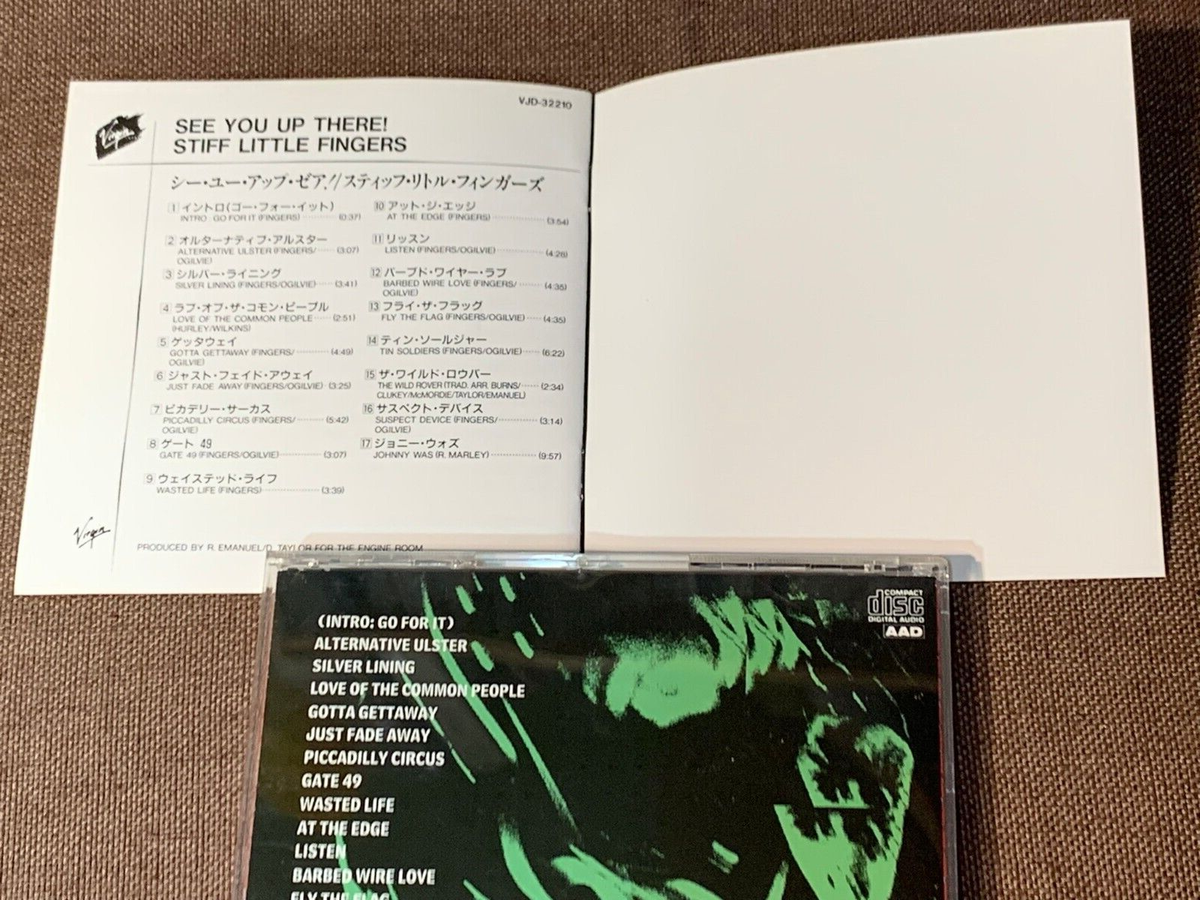 VJD-32210
Virgin
SEE YOU UP THERE!
STIFF LITTLE FINGERS
シー・ユー・アップ・ゼア!/スティッフ・リトル・フィンガーズ
1 イントロ(ゴー・フォー・イット)
INTRO : GO FOR IT (FINGERS) (0:37)
2 オルターナティブ・アルスター
ALTERNATIVE ULSTER (FINGERS/ (3:07)
OGILVIE)
3 シルバー・ライニング
SILVER LINING (FINGERS/OGILVIE) (3:41)
4 ラブ・オブ・ザ・コモン・ピープル
LOVE OF THE COMMON PEOPLE (2:51)
(HURLEY/WILKINS)
5 ゲッタウェイ
GOTTA GETTAWAY (FINGERS/ (4:49)
OGILVIE)
6 ジャスト・フェイド・アウェイ
JUST FADE AWAY (FINGERS/OGILVIE) (3:25)
7 ピカデリー・サーカス
PICCADILLY CIRCUS (FINGERS/ (5:42)
OGILVIE)
8 ゲート 49
GATE 49 (FINGERS/OGILVIE) (3:07)
9 ウェイステッド・ライフ
WASTED LIFE (FINGERS) (3:39)
10 アット・ジ・エッジ
AT THE EDGE (FINGERS) (3:54)
11 リッスン
LISTEN (FINGERS/OGILVIE) (4:26)
12 バーブド・ワイヤー・ラブ
BARBED WIRE LOVE (FINGERS/ (4:35)
OGILVIE)
13 フライ・ザ・フラッグ
FLY THE FLAG (FINGERS/OGILVIE) (4:35)
14 ティン・ソールジャー
TIN SOLDIERS (FINGERS/OGILVIE) (6:22)
15 ザ・ワイルド・ロウバー
THE WILD ROVER (TRAD. ARR. BURNS/ (2:34)
CLUKEY/McMORDIE/TAYLOR/EMANUEL)
16 サスペクト・デバイス
SUSPECT DEVICE (FINGERS/ (3:14)
OGILVIE)
17 ジョニー・ウォズ
JOHNNY WAS (R. MARLEY) (9:57)
Virgin
PRODUCED BY R. EMANUEL/D. TAYLOR FOR THE ENGINE ROOM
(INTRO: GO FOR IT)
ALTERNATIVE ULSTER
SILVER LINING
LOVE OF THE COMMON PEOPLE
GOTTA GETTAWAY
JUST FADE AWAY
PICCADILLY CIRCUS
GATE 49
WASTED LIFE
AT THE EDGE
LISTEN
BARBED WIRE LOVE
FLY THE FLAG
COMPACT
disc
DIGITAL AUDIO
AAD